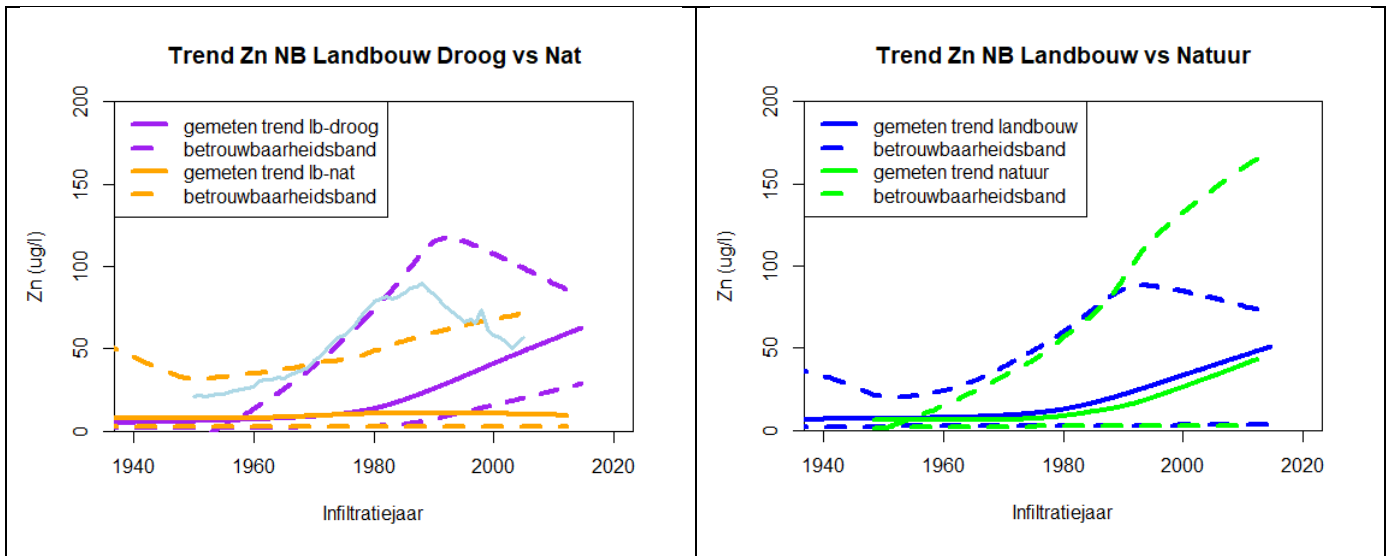 Trend Zn NB Landbouw Droog vs Nat
200
150
100
50
0
Zn (ug/l)
gemeten trend lb-droog
betrouwbaarheidsband
gemeten trend lb-nat
betrouwbaarheidsband
1940 1960 1980 2000 2020
Infiltratiejaar
Trend Zn NB Landbouw vs Natuur
200
150
100
50
0
Zn (ug/l)
gemeten trend landbouw
betrouwbaarheidsband
gemeten trend natuur
betrouwbaarheidsband
1940 1960 1980 2000 2020
Infiltratiejaar